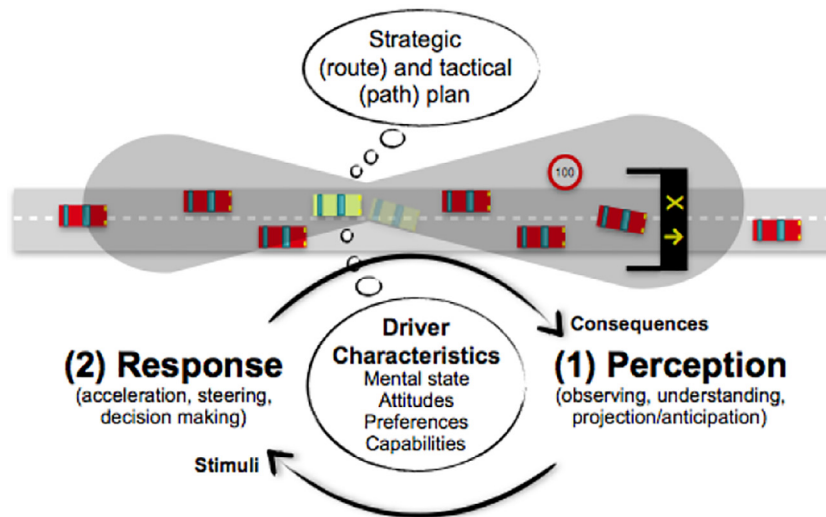 Strategic
(route) and tactical
(path) plan
100
X
Consequences
(2) Response
(acceleration, steering,
decision making)
Driver
Characteristics
Mental state
Attitudes
Preferences
Capabilities
(1) Perception
(observing, understanding,
projection/anticipation)
Stimuli